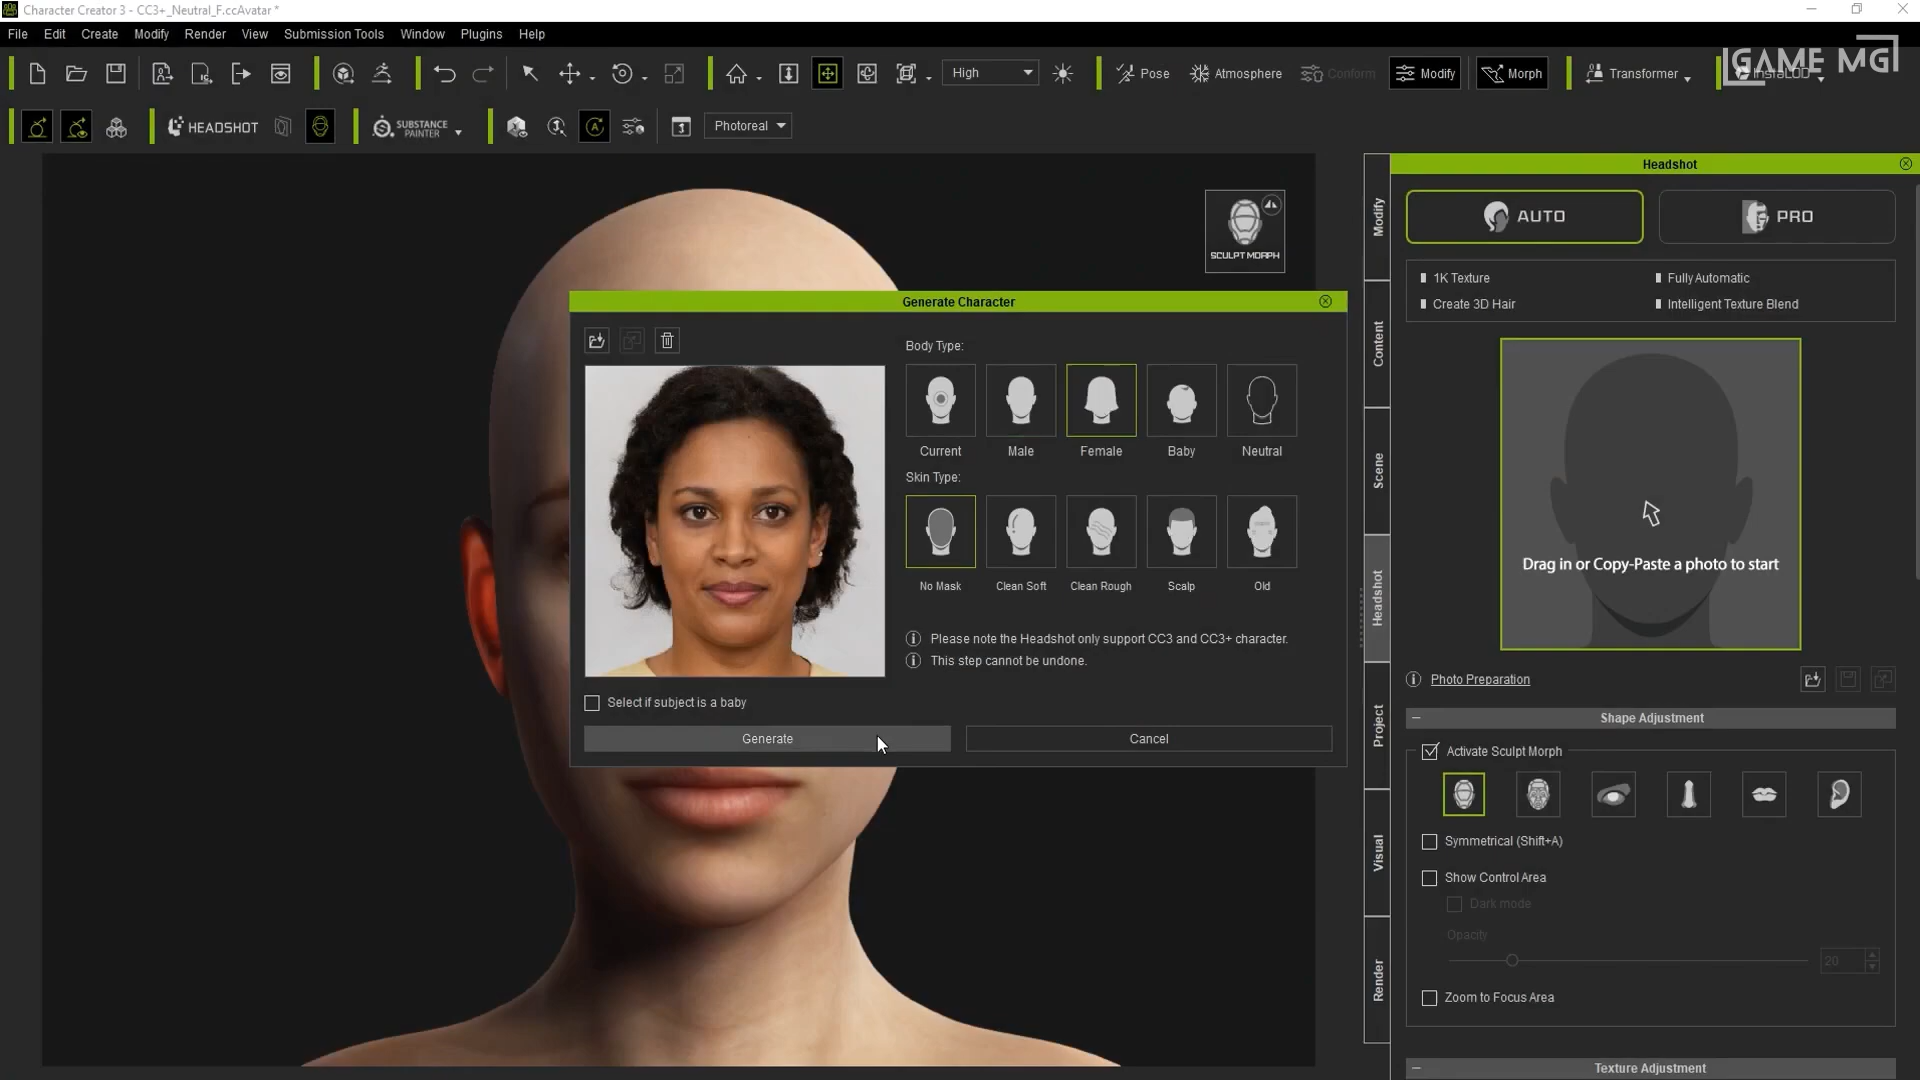 Character Creator 3 - CC3+_Neutral_F.ccAvatar *
File Edit Create Modify Render View Submission Tools Window Plugins Help
High Pose Atmosphere Conform Modify Morph Transformer
GAME MG
HEADSHOT SUBSTANCE PAINTER Photoreal
SCULPT MORPH
Generate Character
Body Type:
Current Male Female Baby Neutral
Skin Type:
No Mask Clean Soft Clean Rough Scalp Old
Please note the Headshot only support CC3 and CC3+ character.
This step cannot be undone.
Select if subject is a baby
Generate Cancel
Modify
Content
Scene
Headshot
Project
Visual
Render
Headshot
AUTO PRO
1K Texture Fully Automatic
Create 3D Hair Intelligent Texture Blend
Drag in or Copy-Paste a photo to start
Photo Preparation
Shape Adjustment
Activate Sculpt Morph
Symmetrical (Shift+A)
Show Control Area
Dark mode
Opacity
20
Zoom to Focus Area
Texture Adjustment